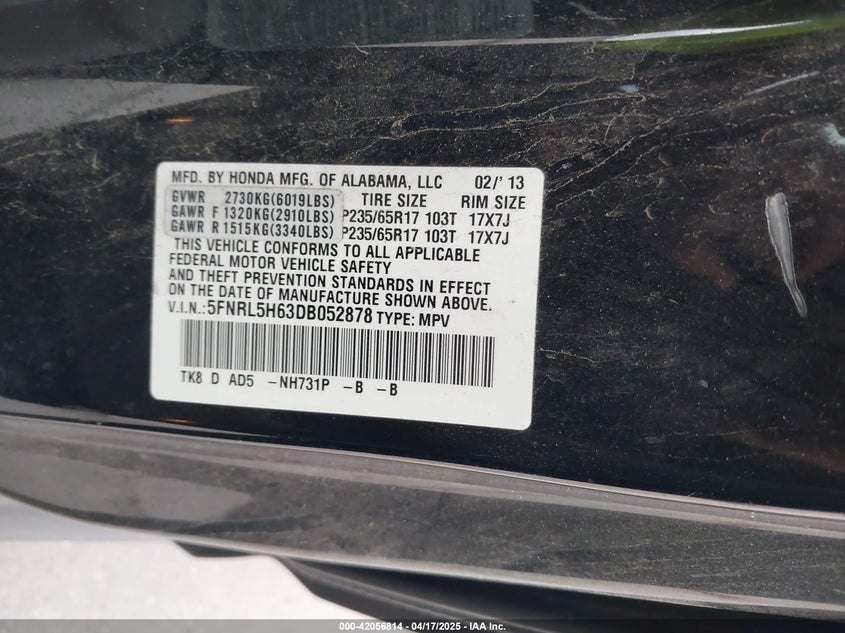 MFD. BY HONDA MFG. OF ALABAMA, LLC 02/' 13
GVWR 2730KG(6019LBS) TIRE SIZE RIM SIZE
GAWR F 1320KG(2910LBS) P235/65R17 103T 17X7J
GAWR R 1515KG(3340LBS) P235/65R17 103T 17X7J
THIS VEHICLE CONFORMS TO ALL APPLICABLE
FEDERAL MOTOR VEHICLE SAFETY
AND THEFT PREVENTION STANDARDS IN EFFECT
ON THE DATE OF MANUFACTURE SHOWN ABOVE.
V.I.N.:5FNRL5H63DB052878 TYPE: MPV
TK8 D AD5 -NH731P -B -B
000-42056814 - 04/17/2025 - IAA Inc.